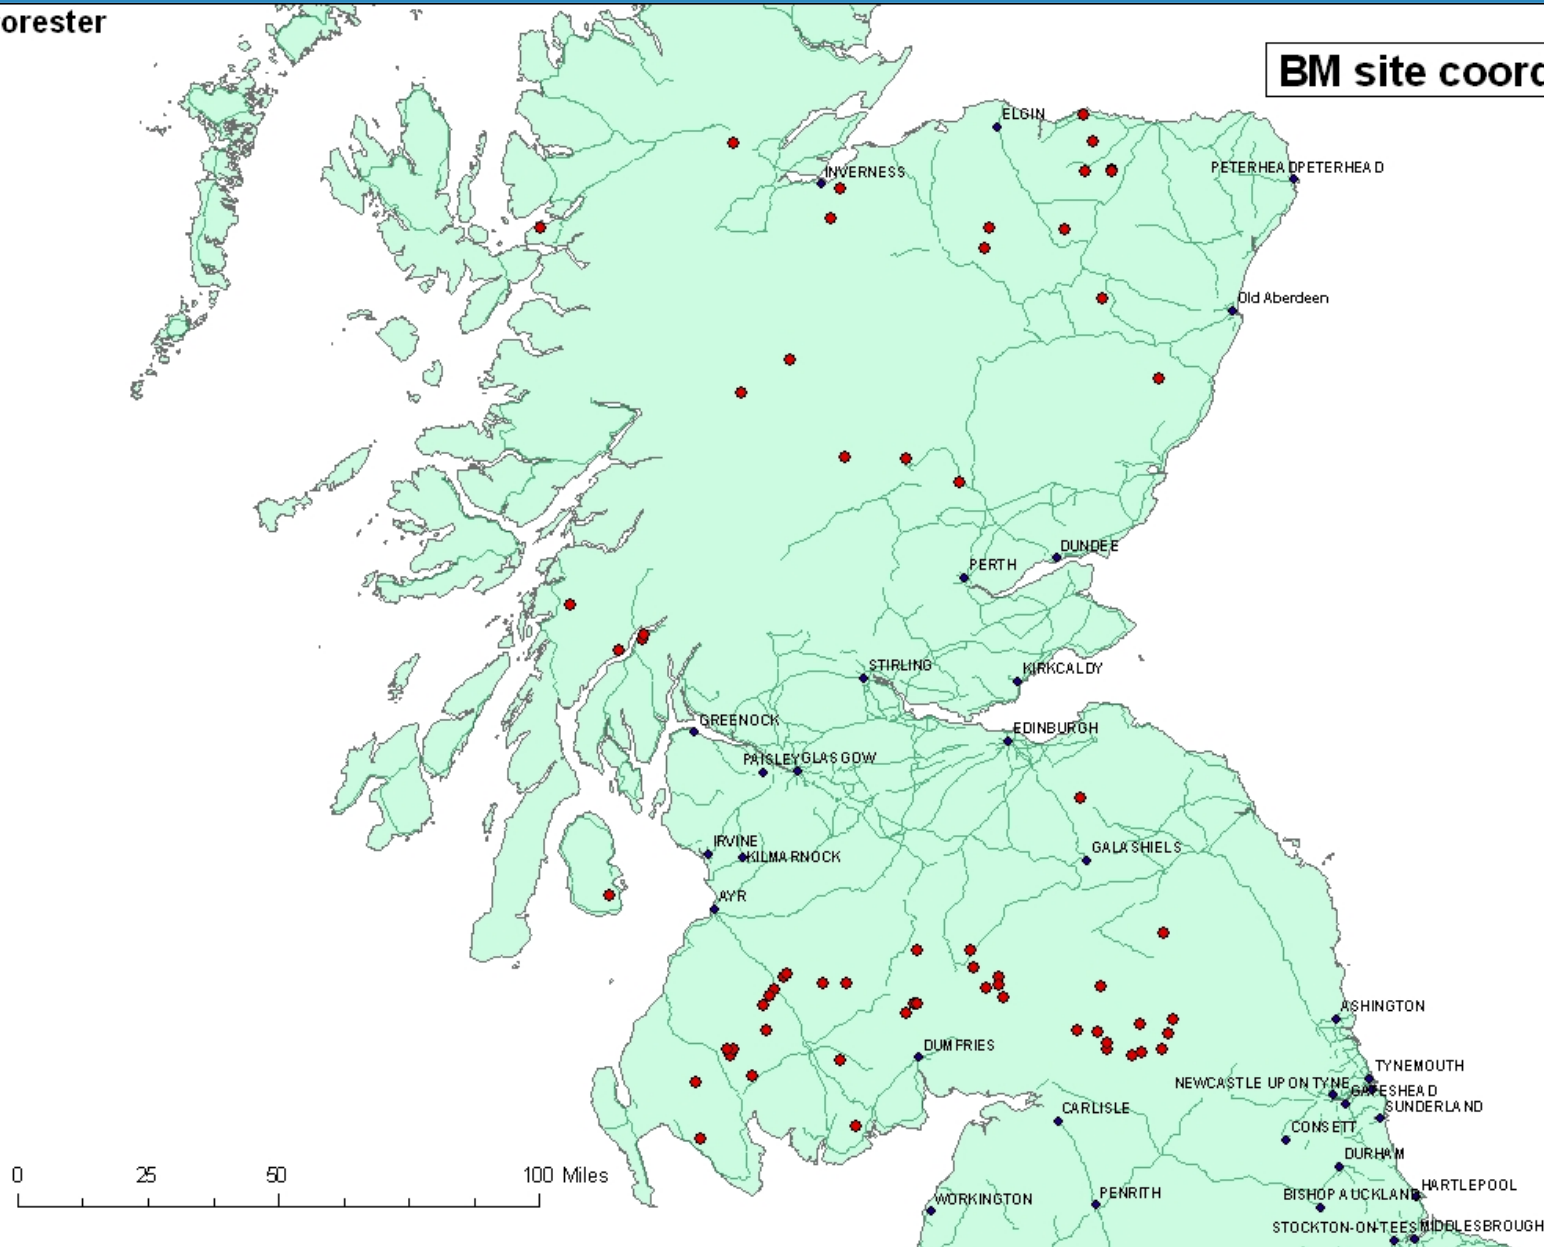 orester
BM site coord
ELGIN
PETERHEADPETERHEAD
INVERNESS
Old Aberdeen
DUNDEE
PERTH
STIRLING
KIRKCALDY
GREENOCK
EDINBURGH
PAISLEY GLASGOW
IRVINE
KILMARNOCK
GALASHIELS
AYR
ASHINGTON
DUMFRIES
TYNEMOUTH
NEWCASTLE UPON TYNE
GATESHEAD
SUNDERLAND
CARLISLE
CONSETT
DURHAM
0 25 50 100 Miles
HARTLEPOOL
PENRITH
BISHOP AUCKLAND
WORKINGTON
STOCKTON-ON-TEES MIDDLESBROUGH